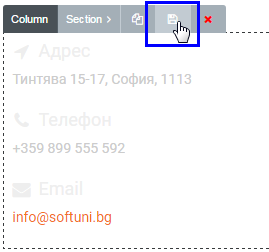 Column Section >
Адрес
Тинтява 15-17, София, 1113
Телефон
+359 899 555 592
Email
info@softuni.bg